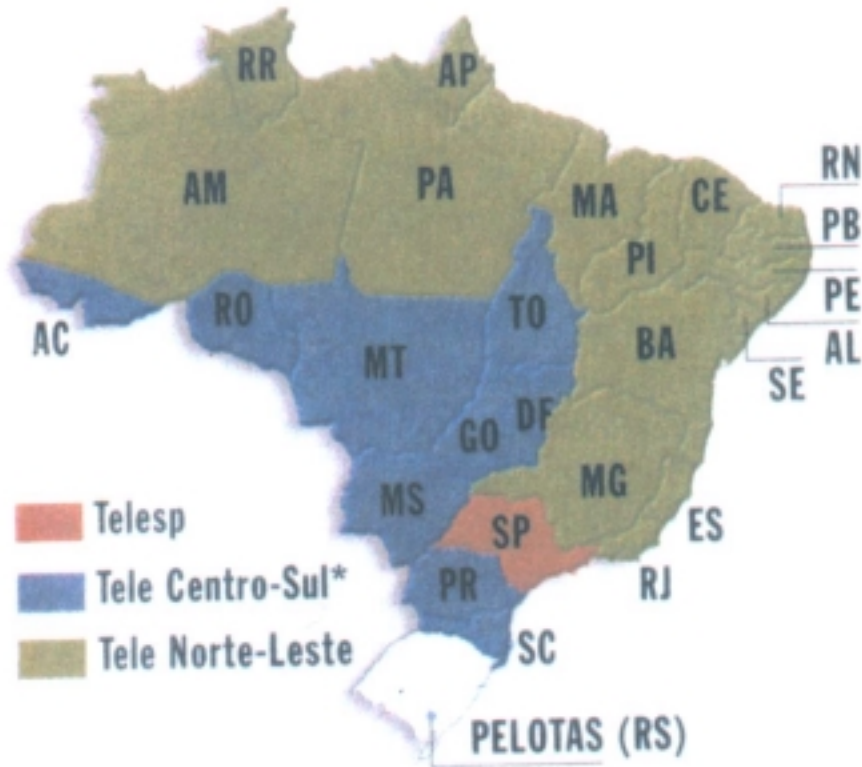 RR
AP
RN
AM
PA
MA
CE
PB
PI
PE
RO
TO
AC
BA
AL
MT
SE
DF
GO
MG
MS
Telesp
SP
ES
Tele Centro-Sul*
PR
RJ
Tele Norte-Leste
SC
PELOTAS (RS)